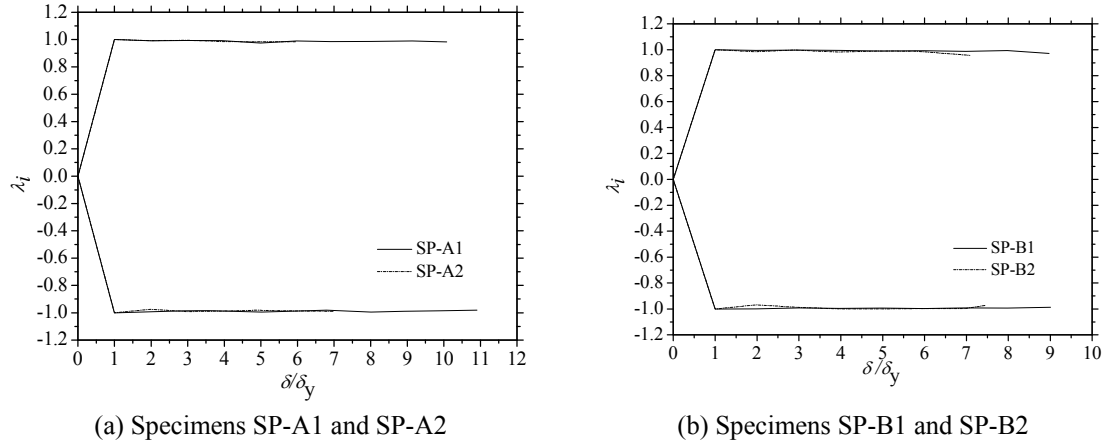 1.2
1.0
0.8
0.6
0.4
0.2
0.0
-0.2
-0.4
-0.6
-0.8
-1.0
-1.2
λi
0 1 2 3 4 5 6 7 8 9 10 11 12
δ/δy
SP-A1
SP-A2
(a) Specimens SP-A1 and SP-A2
1.2
1.0
0.8
0.6
0.4
0.2
0.0
-0.2
-0.4
-0.6
-0.8
-1.0
-1.2
λi
0 1 2 3 4 5 6 7 8 9 10
δ/δy
SP-B1
SP-B2
(b) Specimens SP-B1 and SP-B2